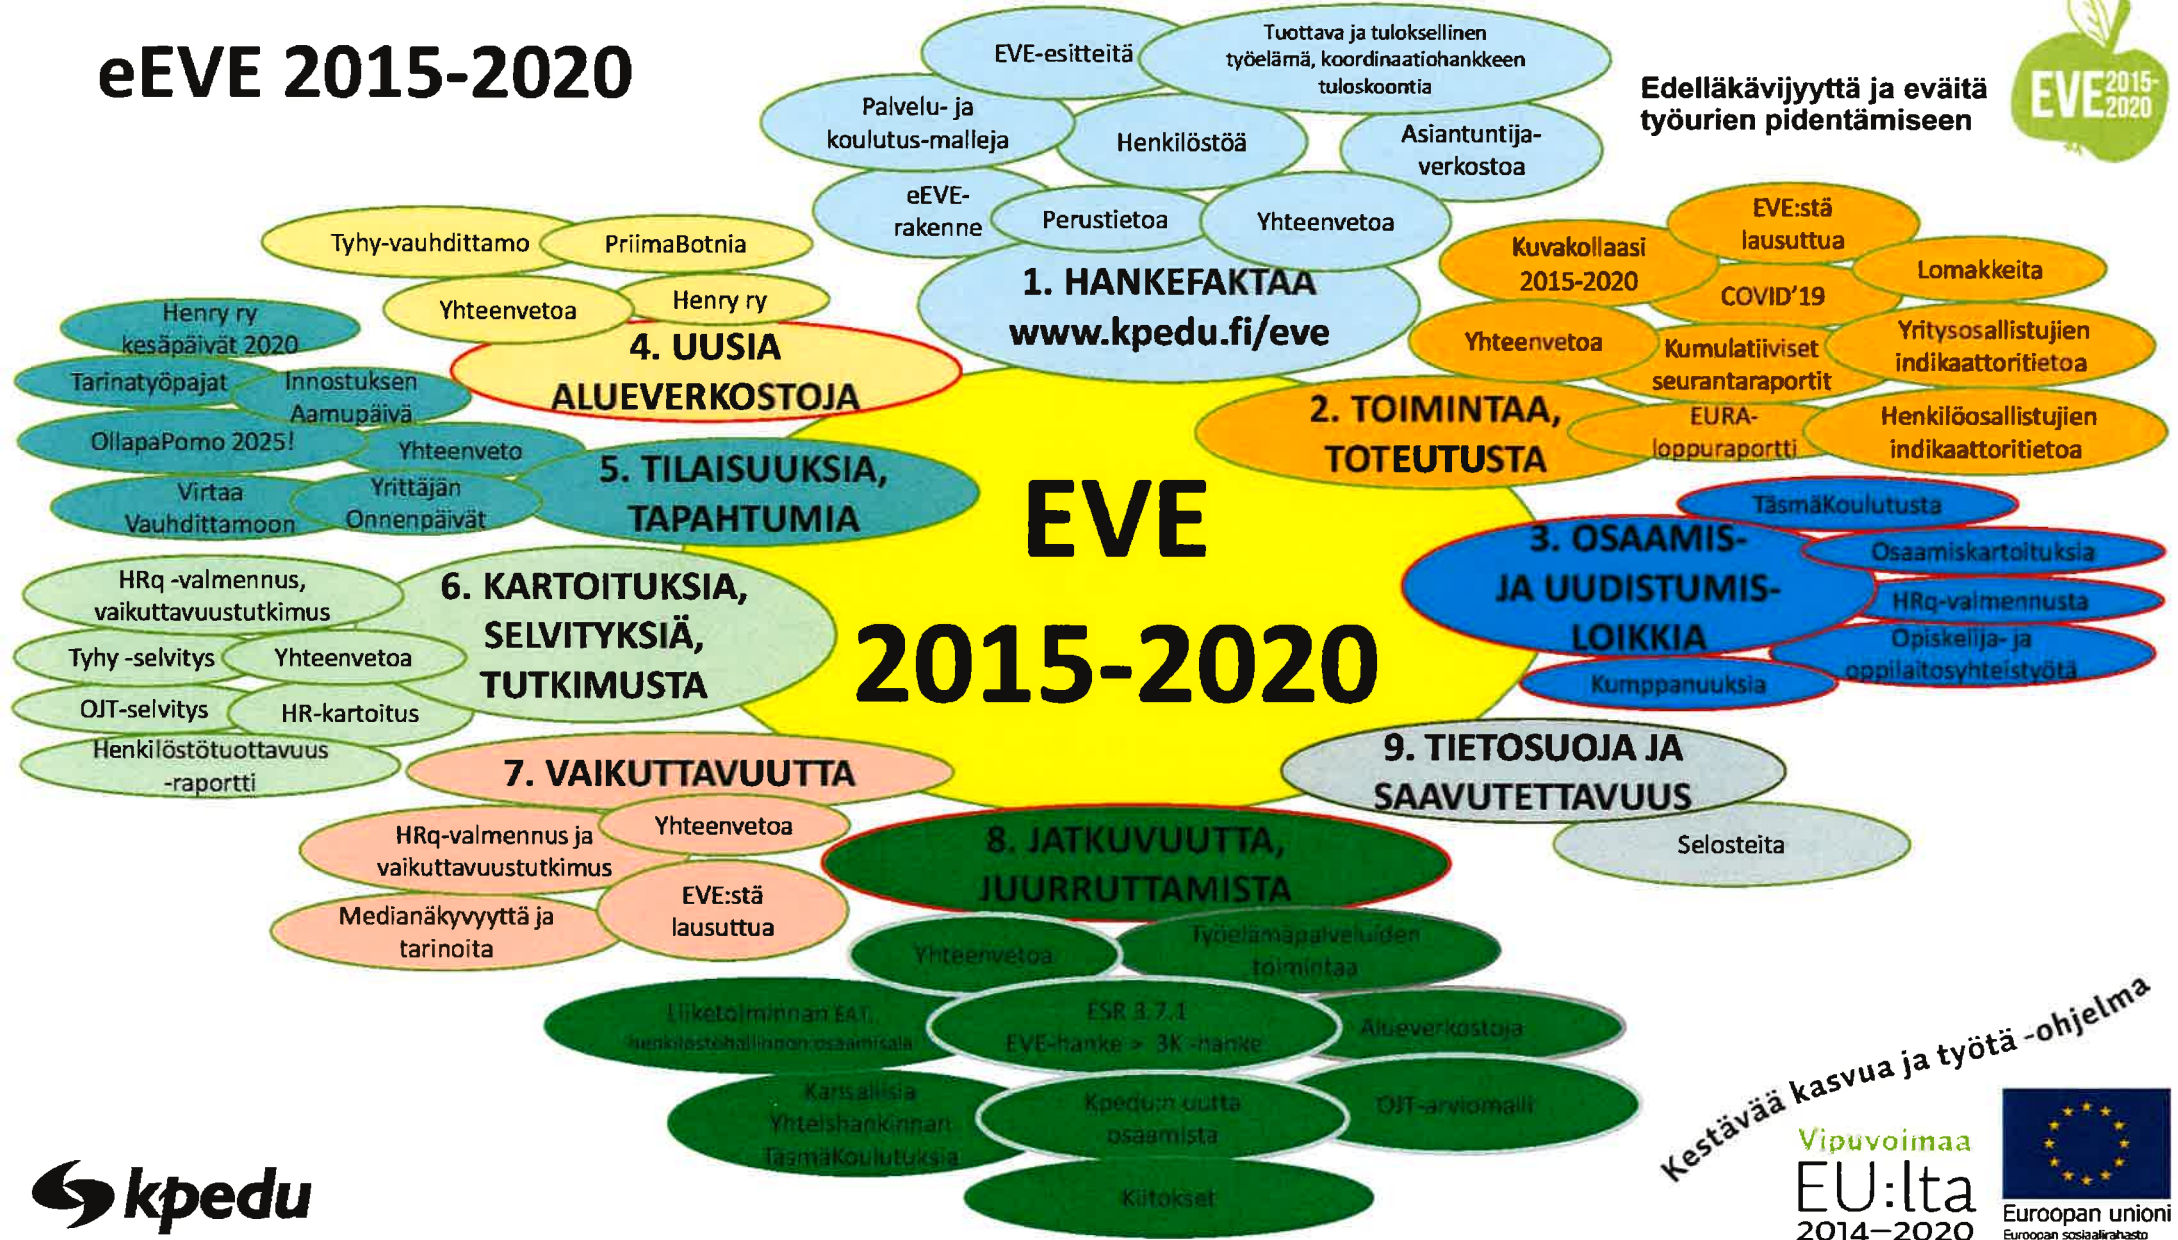 eEVE 2015-2020
Edelläkävijyyttä ja eväitä
työurien pidentämiseen
EVE 2015-
2020
EVE
2015-2020
1. HANKEFAKTAA
www.kpedu.fi/eve
EVE-esitteitä
Tuottava ja tuloksellinen
työelämä, koordinaatiohankkeen
tuloskoontia
Palvelu- ja
koulutus-malleja
Henkilöstöä
Asiantuntija-
verkostoa
eEVE-
rakenne
Perustietoa
Yhteenvetoa
2. TOIMINTAA,
TOTEUTUSTA
EVE:stä
lausuttua
Kuvakollaasi
2015-2020
COVID'19
Lomakkeita
Yhteenvetoa
Kumulatiiviset
seurantaraportit
Yritysosallistujien
indikaattoritietoa
EURA-
loppuraportti
Henkilöosallistujien
indikaattoritietoa
3. OSAAMIS-
JA UUDISTUMIS-
LOIKKIA
TäsmäKoulutusta
Osaamiskartoituksia
HRq-valmennusta
Opiskelija- ja
oppilaitosyhteistyötä
Kumppanuuksia
4. UUSIA
ALUEVERKOSTOJA
Tyhy-vauhdittamo
PriimaBotnia
Yhteenvetoa
Henry ry
5. TILAISUUKSIA,
TAPAHTUMIA
Henry ry
kesäpäivät 2020
Tarinatyöpajat
Innostuksen
Aamupäivä
OllapaPomo 2025!
Yhteenveto
Virtaa
Vauhdittamoon
Yrittäjän
Onnenpäivät
6. KARTOITUKSIA,
SELVITYKSIÄ,
TUTKIMUSTA
HRq -valmennus,
vaikuttavuustutkimus
Tyhy -selvitys
Yhteenvetoa
OJT-selvitys
HR-kartoitus
Henkilöstötuottavuus
-raportti
7. VAIKUTTAVUUTTA
HRq-valmennus ja
vaikuttavuustutkimus
Yhteenvetoa
Medianäkyvyyttä ja
tarinoita
EVE:stä
lausuttua
8. JATKUVUUTTA,
JUURRUTTAMISTA
Yhteenvetoa
Työelämäpalveluiden
toimintaa
Liiketoiminnan EAT,
henkilöstöhallinnon osaamisala
ESR 3.7.1
EVE-hanke > 3K -hanke
Alueverkostoja
Kansallisia
Yhteishankinnan
TäsmäKoulutuksia
Kpedu:n uutta
osaamista
OJT-arviomalli
Kiitokset
9. TIETOSUOJA JA
SAAVUTETTAVUUS
Selosteita
kpedu
Kestävää kasvua ja työtä -ohjelma
Vipuvoimaa
EU:lta
2014–2020
Euroopan unioni
Euroopan sosiaalirahasto